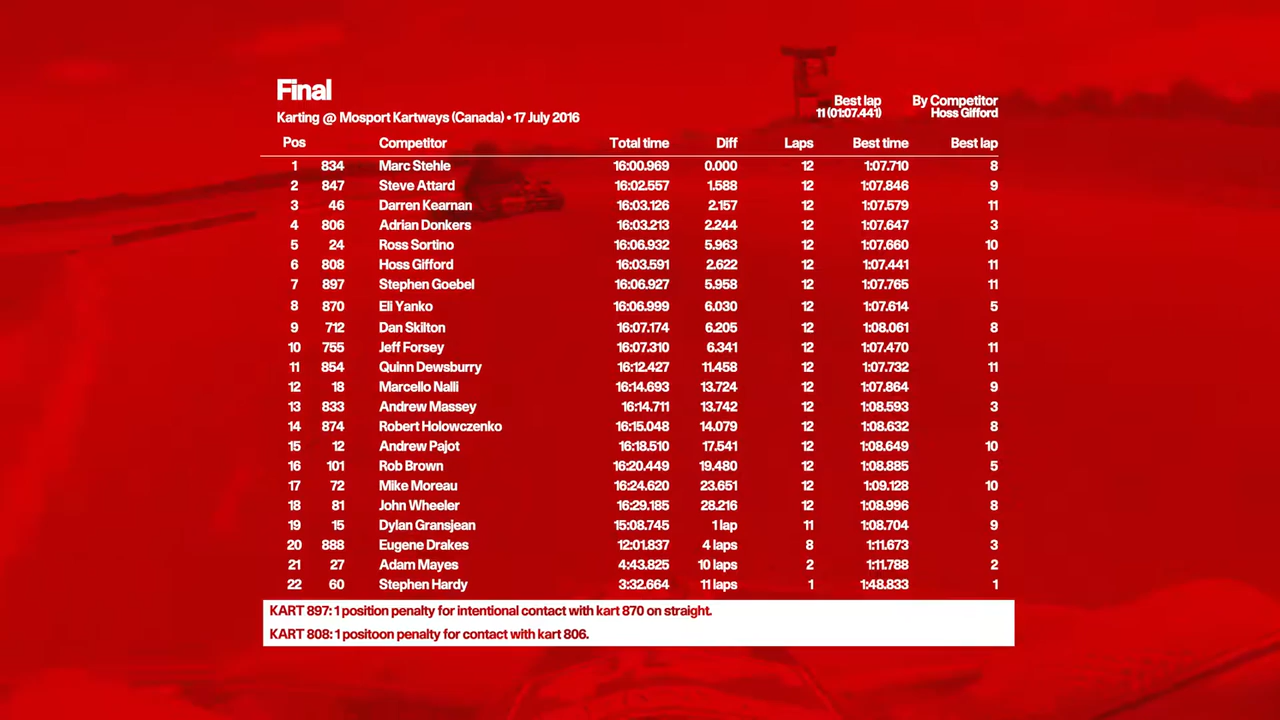 Final
Karting @ Mosport Kartways (Canada) • 17 July 2016
Best lap By Competitor
11 (01:07.441) Hoss Gifford
Pos Competitor Total time Diff Laps Best time Best lap
1 834 Marc Stehle 16:00.969 0.000 12 1:07.710 8
2 847 Steve Attard 16:02.557 1.588 12 1:07.846 9
3 46 Darren Kearnan 16:03.126 2.157 12 1:07.579 11
4 806 Adrian Donkers 16:03.213 2.244 12 1:07.647 3
5 24 Ross Sortino 16:06.932 5.963 12 1:07.660 10
6 808 Hoss Gifford 16:03.591 2.622 12 1:07.441 11
7 897 Stephen Goebel 16:06.927 5.958 12 1:07.765 11
8 870 Eli Yanko 16:06.999 6.030 12 1:07.614 5
9 712 Dan Skilton 16:07.174 6.205 12 1:08.061 8
10 755 Jeff Forsey 16:07.310 6.341 12 1:07.470 11
11 854 Quinn Dewsburry 16:12.427 11.458 12 1:07.732 11
12 18 Marcello Nalli 16:14.693 13.724 12 1:07.864 9
13 833 Andrew Massey 16:14.711 13.742 12 1:08.593 3
14 874 Robert Holowczenko 16:15.048 14.079 12 1:08.632 8
15 12 Andrew Pajot 16:18.510 17.541 12 1:08.649 10
16 101 Rob Brown 16:20.449 19.480 12 1:08.885 5
17 72 Mike Moreau 16:24.620 23.651 12 1:09.128 10
18 81 John Wheeler 16:29.185 28.216 12 1:08.996 8
19 15 Dylan Gransjean 15:08.745 1 lap 11 1:08.704 9
20 888 Eugene Drakes 12:01.837 4 laps 8 1:11.673 3
21 27 Adam Mayes 4:43.825 10 laps 2 1:11.788 2
22 60 Stephen Hardy 3:32.664 11 laps 1 1:48.833 1
KART 897: 1 position penalty for intentional contact with kart 870 on straight.
KART 808: 1 positoon penalty for contact with kart 806.